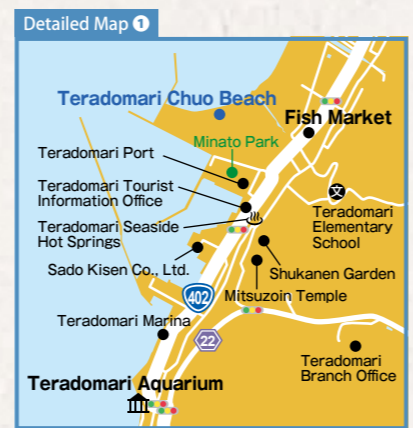 Detailed Map ❶
Teradomari Chuo Beach
Fish Market
Minato Park
Teradomari Port
Teradomari Tourist
Information Office
Teradomari Seaside
Hot Springs
文
Teradomari
Elementary
School
Sado Kisen Co., Ltd.
Shukanen Garden
Mitsuzoin Temple
402
Teradomari Marina
22
Teradomari
Branch Office
Teradomari Aquarium